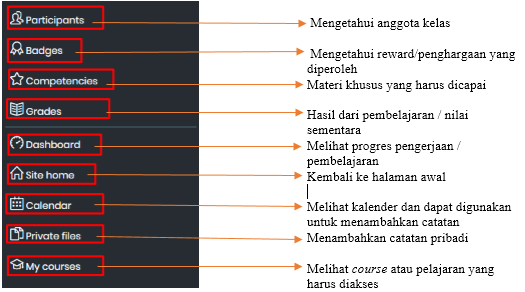 Participants
Mengetahui anggota kelas
Badges
Mengetahui reward/penghargaan yang
diperoleh
Competencies
Materi khusus yang harus dicapai
Grades
Hasil dari pembelajaran / nilai
sementara
Dashboard
Melihat progres pengerjaan /
pembelajaran
Site home
Kembali ke halaman awal
Calendar
Melihat kalender dan dapat digunakan
untuk menambahkan catatan
Private files
Menambahkan catatan pribadi
My courses
Melihat course atau pelajaran yang
harus diakses